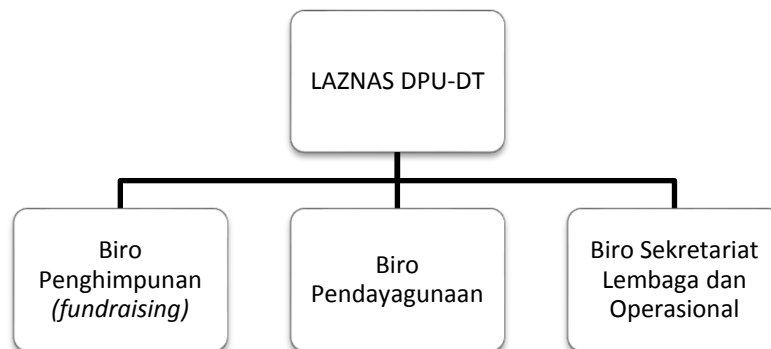 LAZNAS DPU-DT
Biro
Penghimpunan
(fundraising)
Biro
Pendayagunaan
Biro Sekretariat
Lembaga dan
Operasional